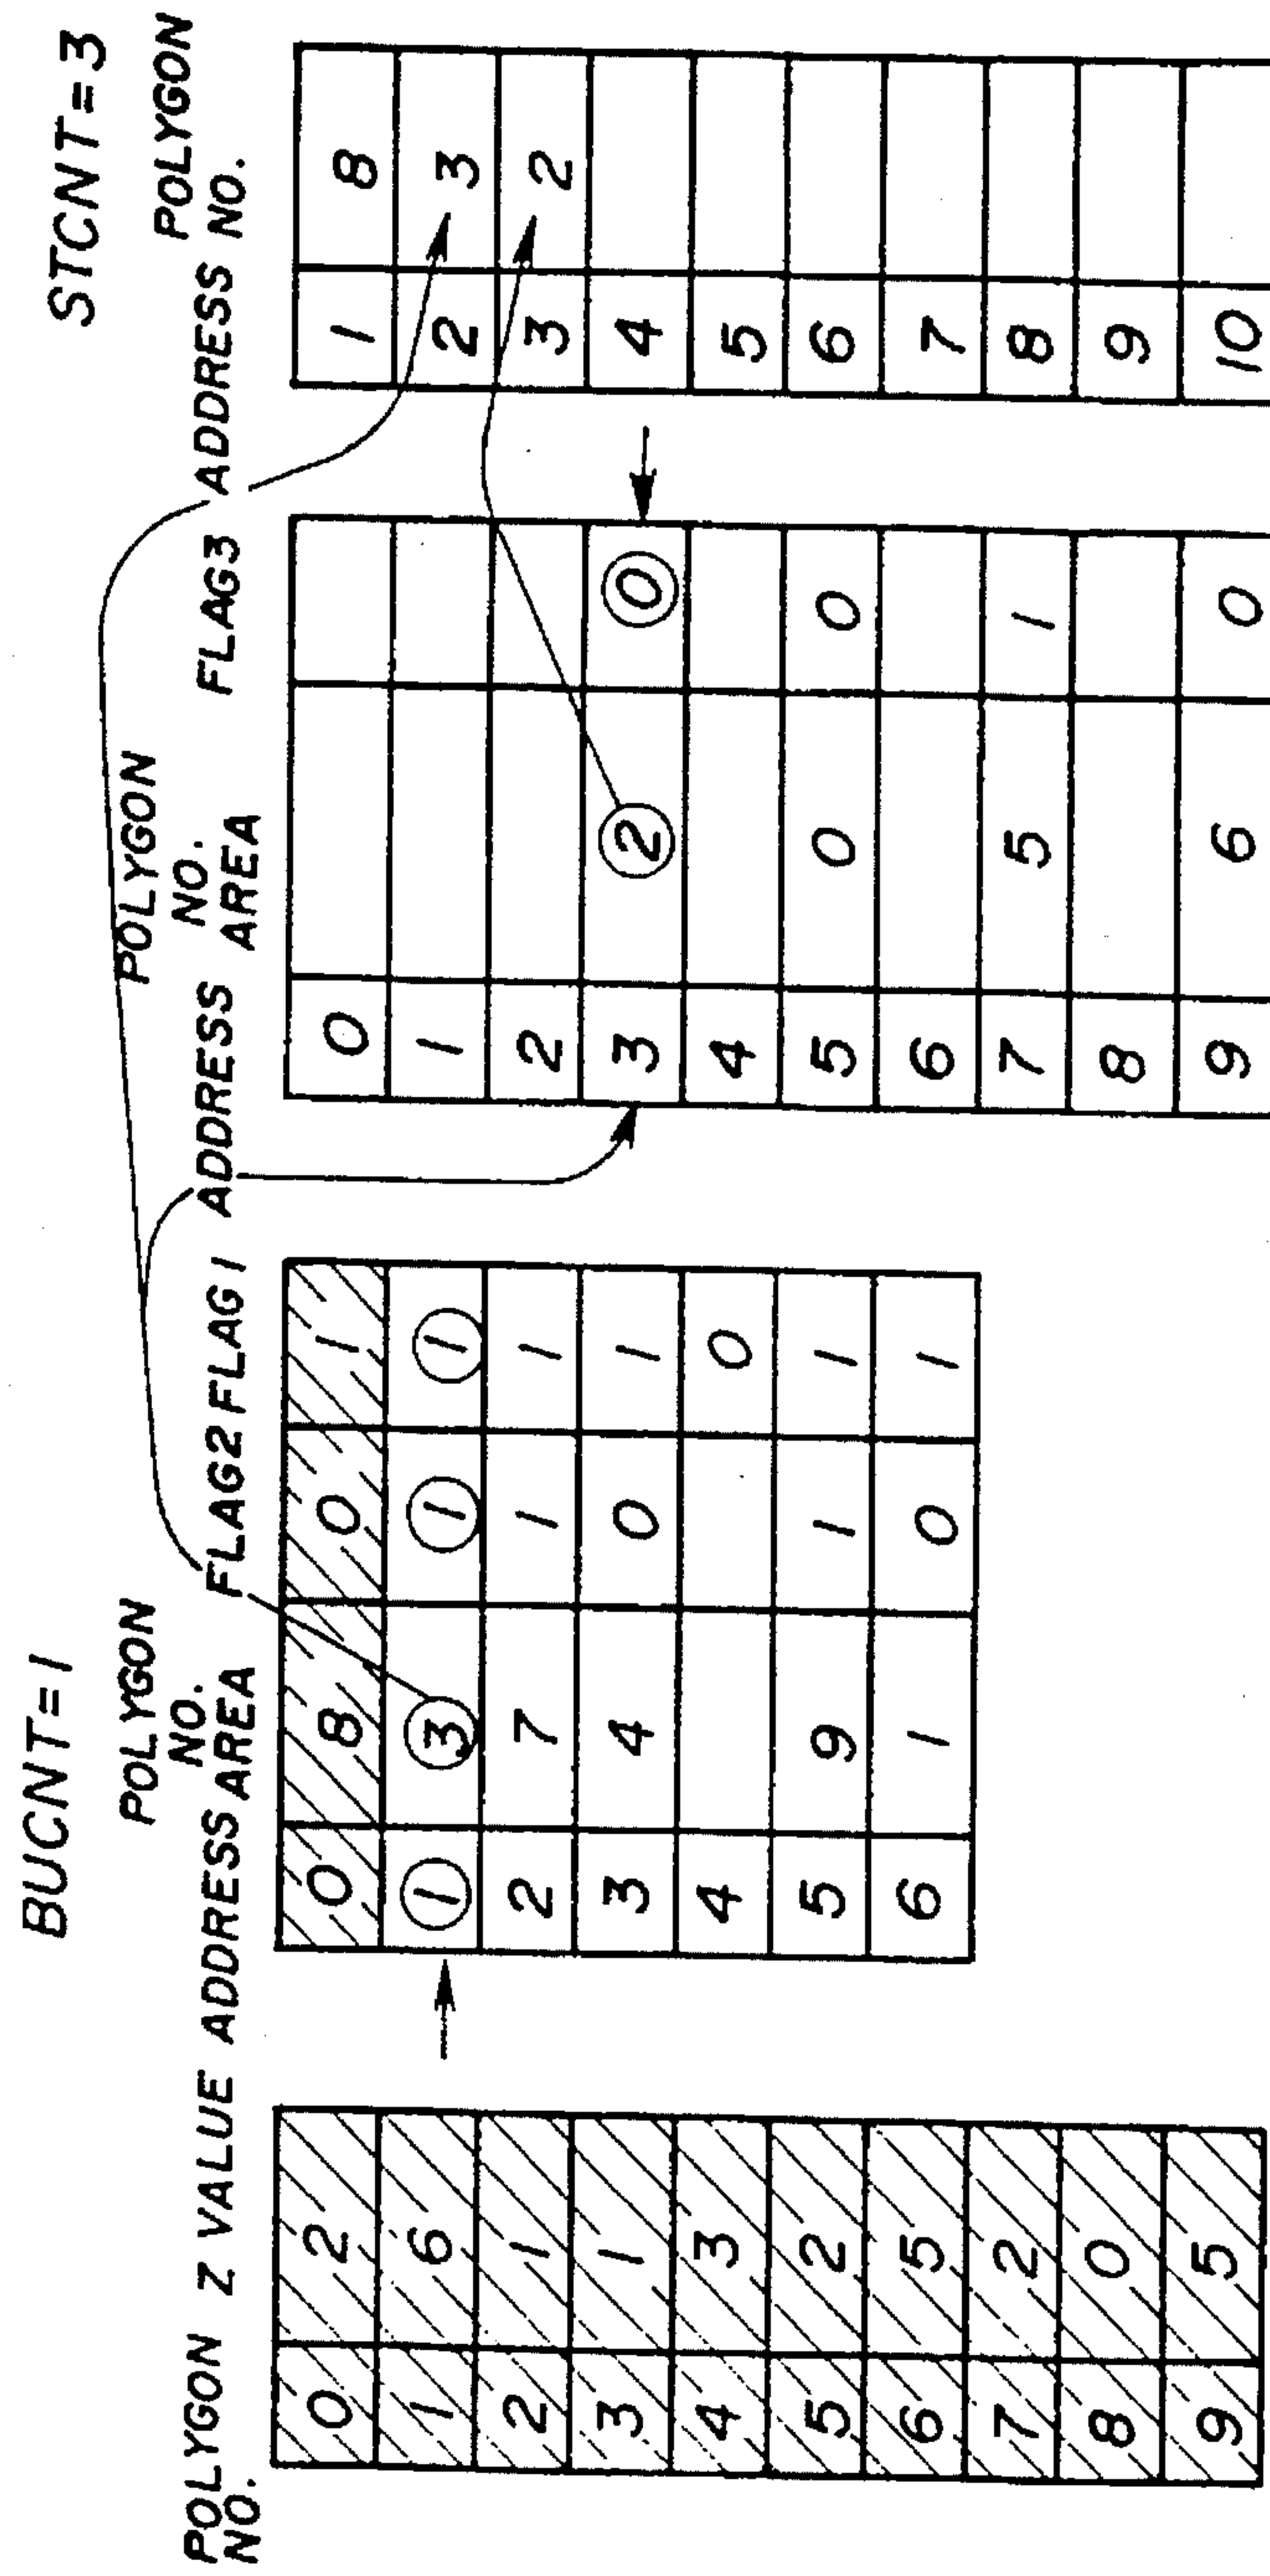 BUCNT=1
STCNT=3
POLYGON NO.
Z VALUE
0 2
1 6
2 1
3 1
4 3
5 2
6 5
7 2
8 0
9 5
ADDRESS
POLYGON NO. AREA
FLAG2
FLAG1
0 8 0 1
1 3 1 1
2 7 1 1
3 4 0 1
4 0
5 9 1 1
6 1 0 1
ADDRESS
POLYGON NO. AREA
FLAG3
0
1
2
3 2 0
4
5 0 0
6
7 5 1
8
9 6 0
ADDRESS
POLYGON NO.
1 8
2 3
3 2
4
5
6
7
8
9
10